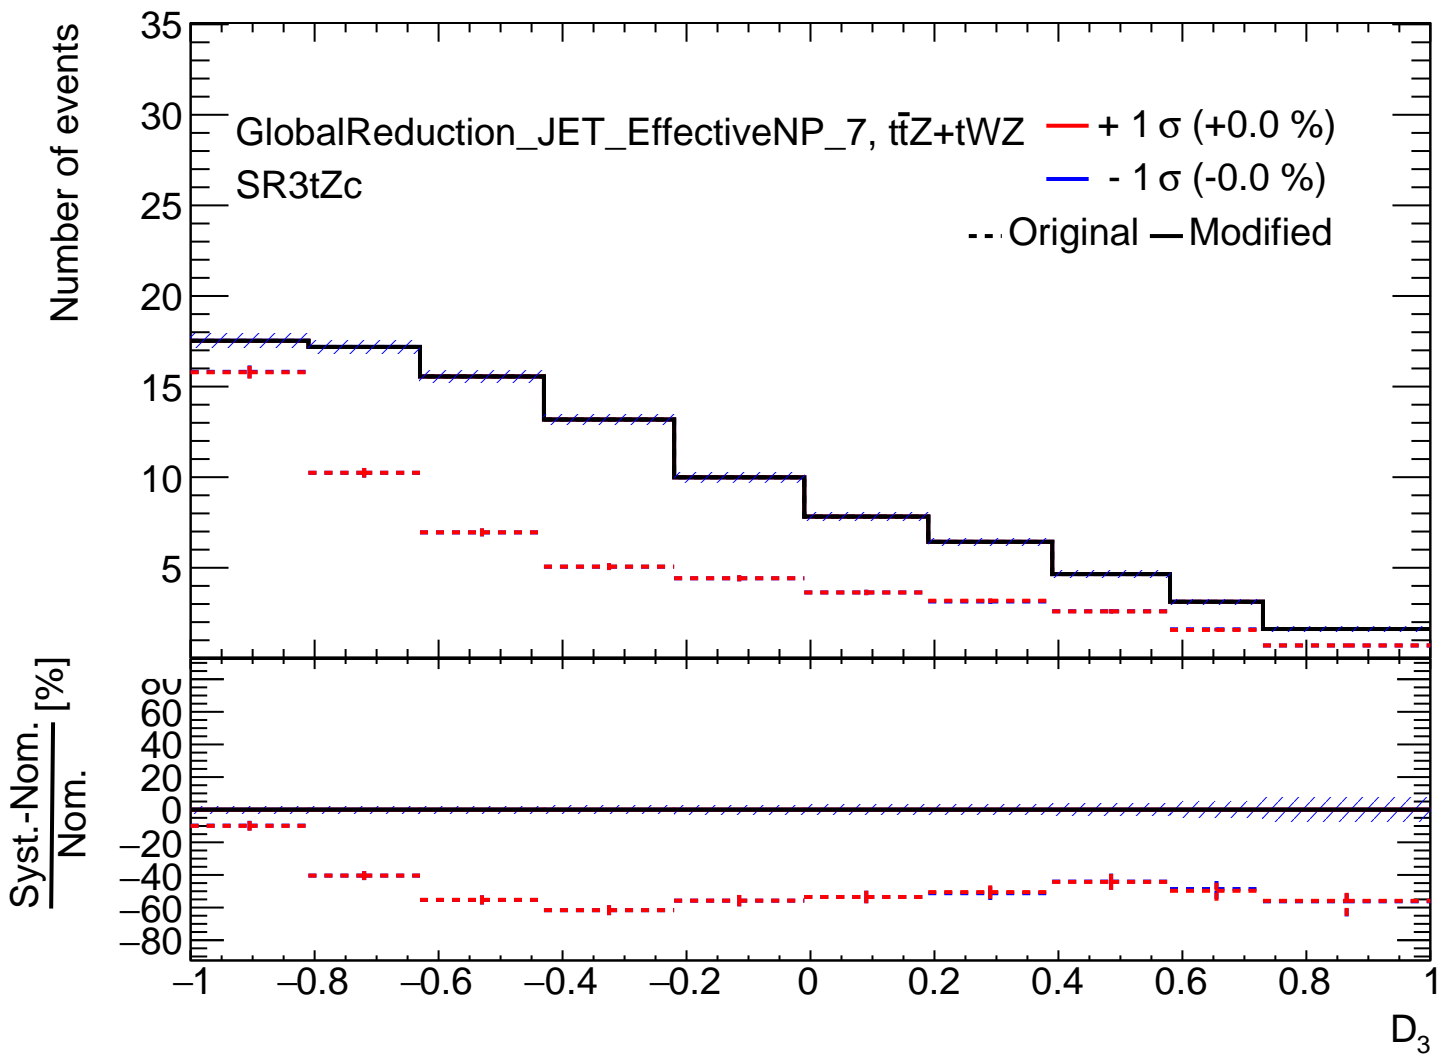 Number of events
35
30
25
20
15
10
5
GlobalReduction_JET_EffectiveNP_7, tt̄Z+tWZ
SR3tZc
+ 1 σ (+0.0 %)
- 1 σ (-0.0 %)
Original Modified
Syst.-Nom.
Nom.
[%]
80
60
40
20
0
−20
−40
−60
−80
−1 −0.8 −0.6 −0.4 −0.2 0 0.2 0.4 0.6 0.8 1
D₃